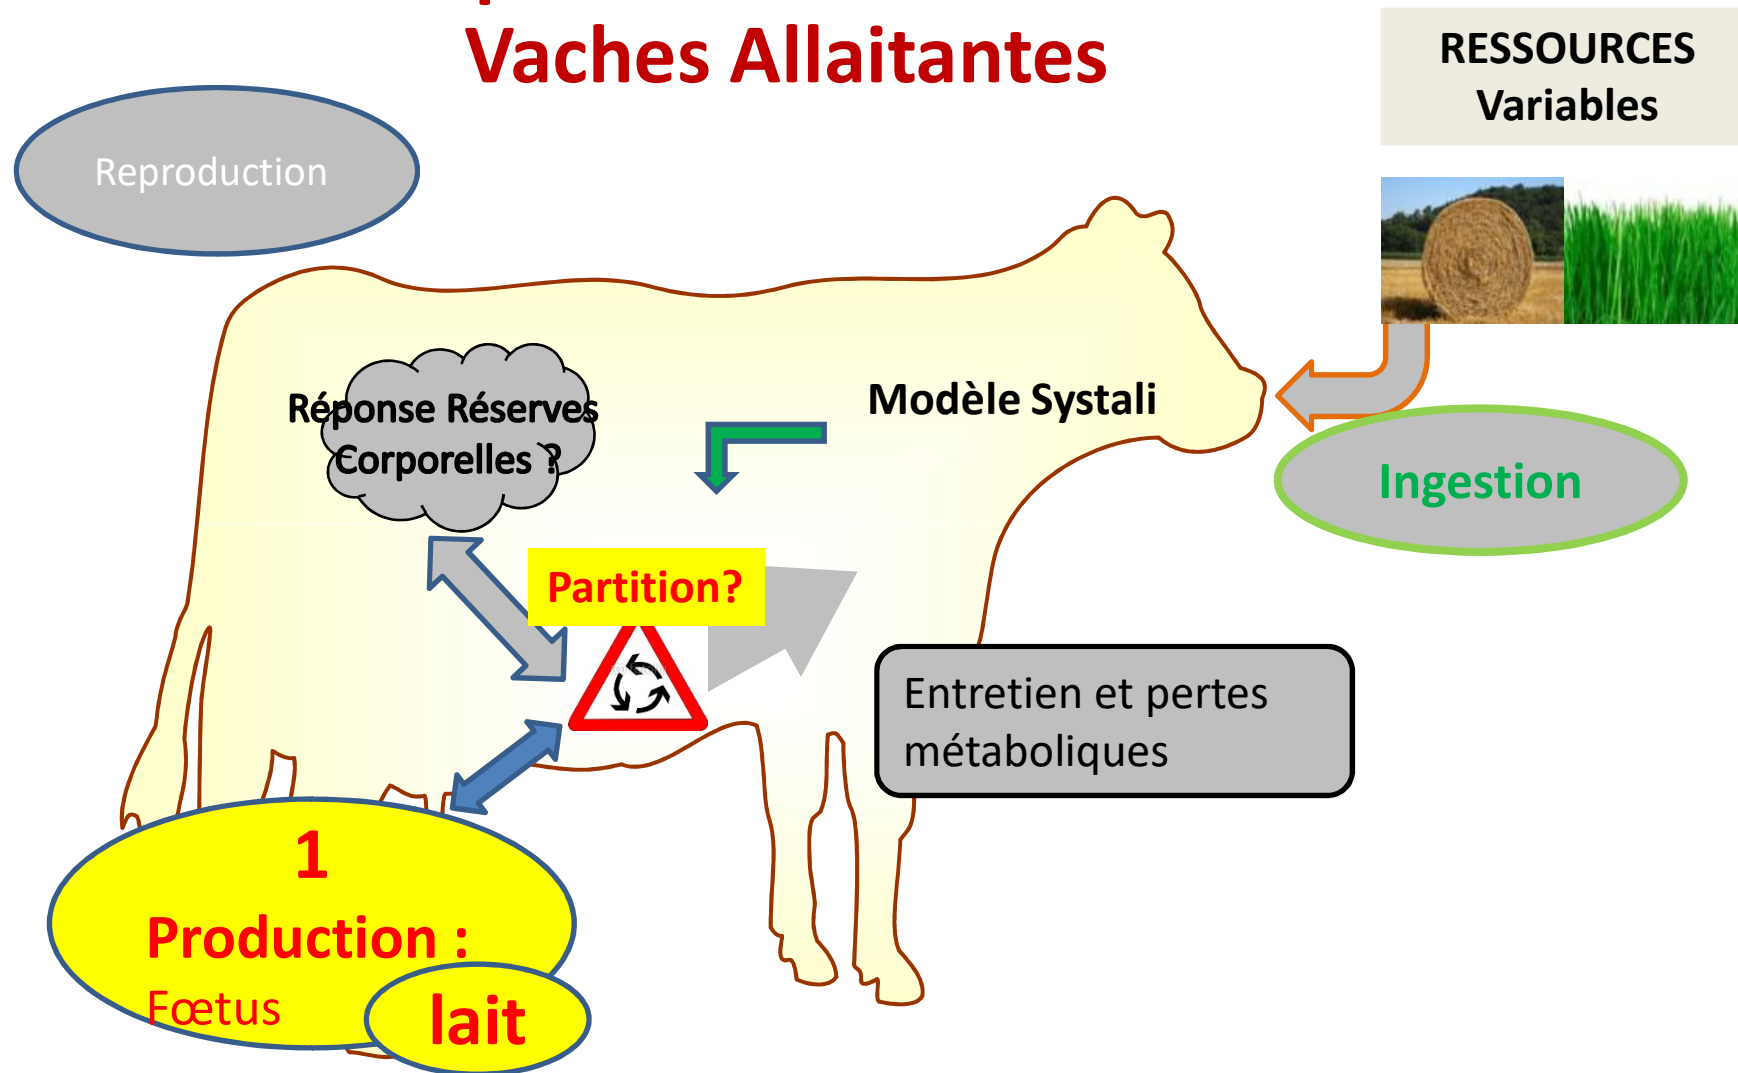 Vaches Allaitantes
RESSOURCES
Variables
Reproduction
Réponse Réserves
Corporelles ?
Modèle Systali
Ingestion
Partition?
Entretien et pertes
métaboliques
1
Production :
Fœtus
lait